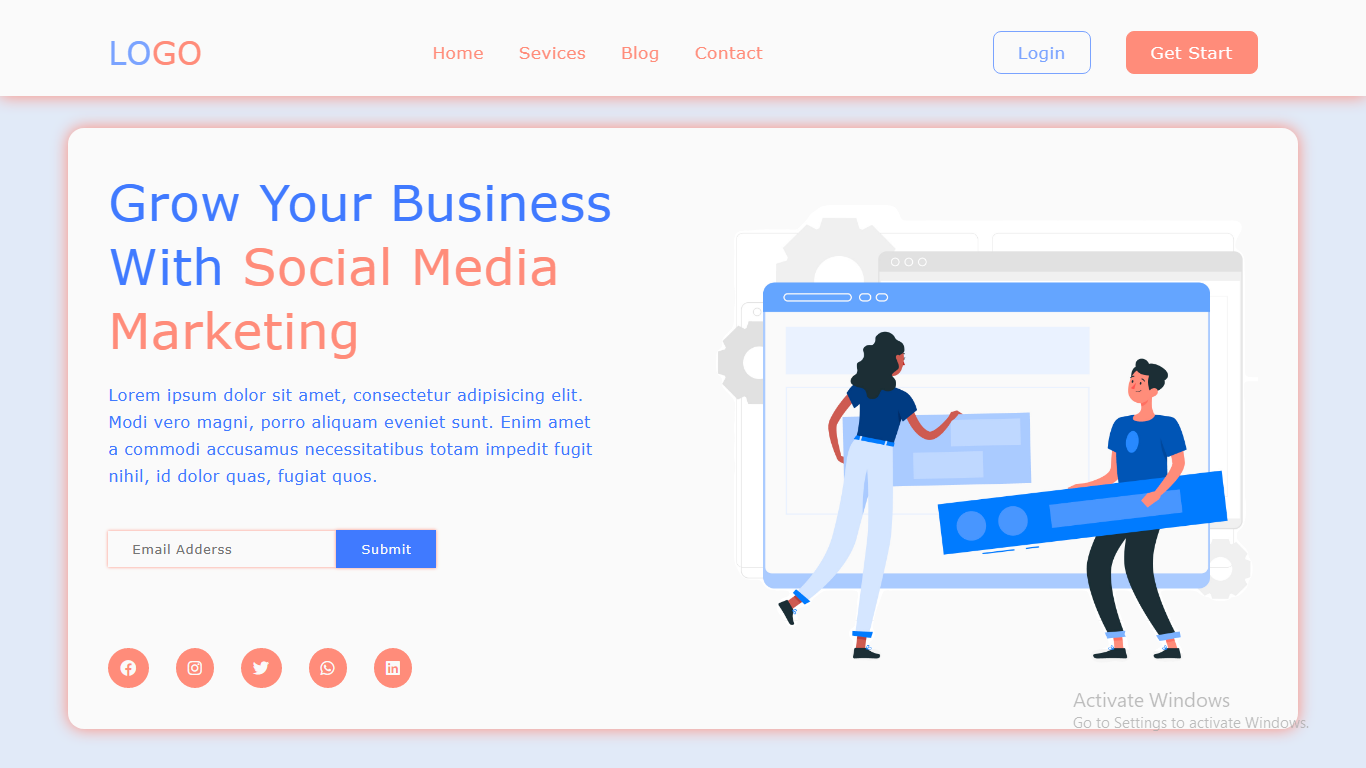 LOGO
Home Sevices Blog Contact
Login
Get Start
Grow Your Business
With Social Media
Marketing
Lorem ipsum dolor sit amet, consectetur adipisicing elit.
Modi vero magni, porro aliquam eveniet sunt. Enim amet
a commodi accusamus necessitatibus totam impedit fugit
nihil, id dolor quas, fugiat quos.
Email Adderss
Submit
Activate Windows
Go to Settings to activate Windows.